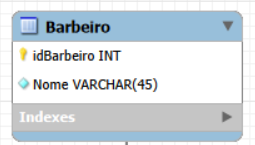 Barbeiro
idBarbeiro INT
Nome VARCHAR(45)
Indexes